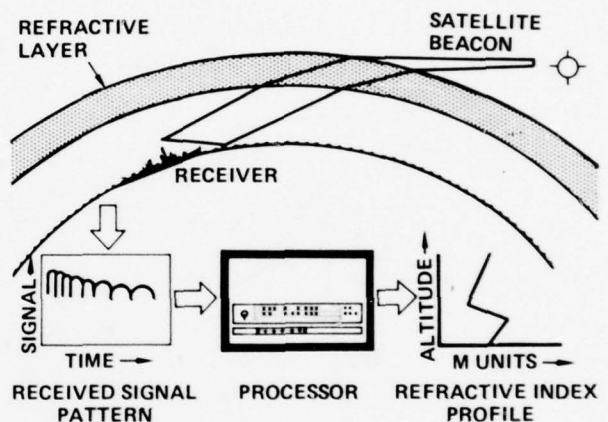 REFRACTIVE
LAYER
SATELLITE
BEACON
RECEIVER
SIGNAL
TIME
RECEIVED SIGNAL
PATTERN
PROCESSOR
ALTITUDE
M UNITS
REFRACTIVE INDEX
PROFILE